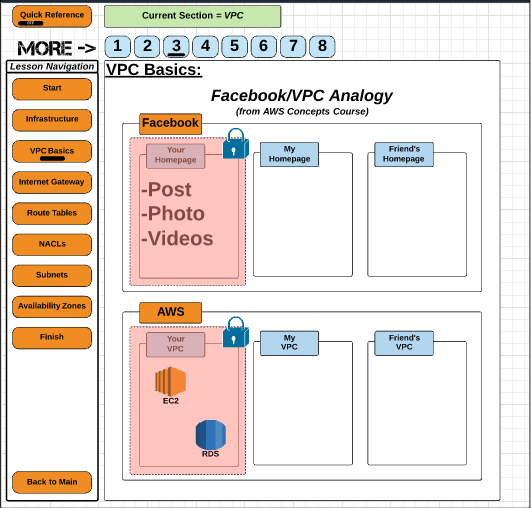 Quick Reference
Current Section = VPC
MORE ->
1 2 3 4 5 6 7 8
Lesson Navigation
Start
Infrastructure
VPC Basics
Internet Gateway
Route Tables
NACLs
Subnets
Availability Zones
Finish
Back to Main
VPC Basics:
Facebook/VPC Analogy
(from AWS Concepts Course)
Facebook
Your
Homepage
-Post
-Photo
-Videos
My
Homepage
Friend's
Homepage
AWS
Your
VPC
EC2
RDS
My
VPC
Friend's
VPC